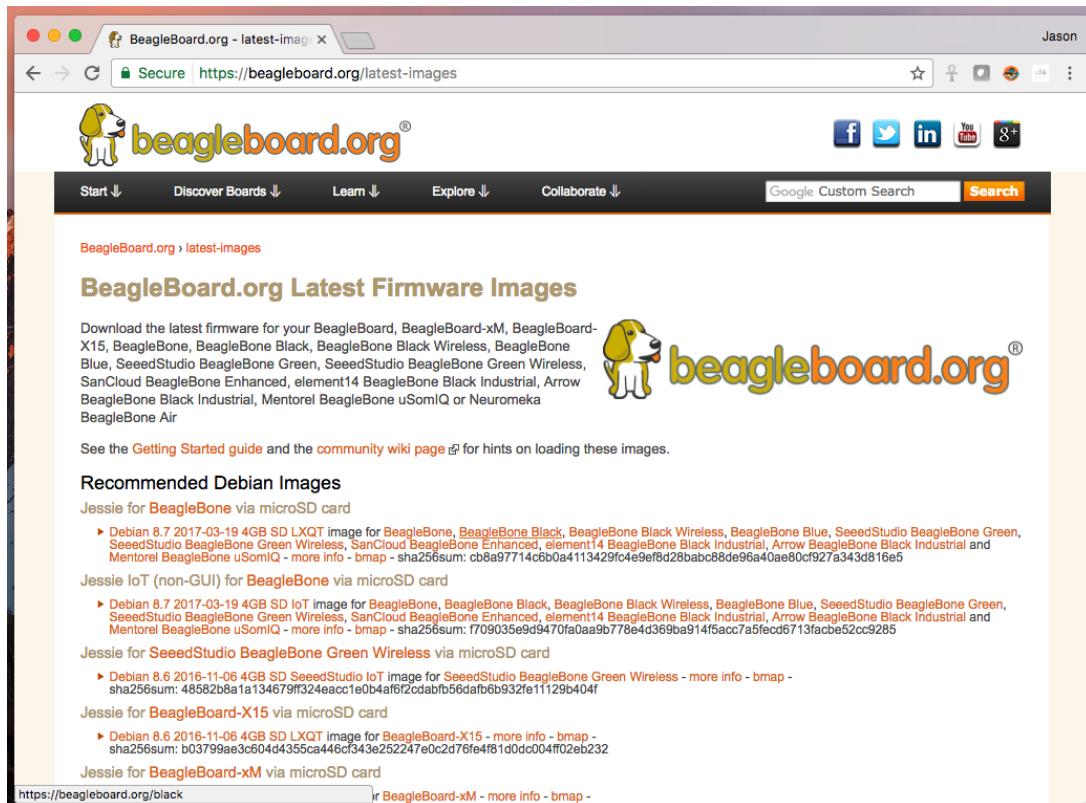 BeagleBoard.org - latest-imag
Jason
Secure https://beagleboard.org/latest-images
beagleboard.org®
You
Tube
8+
Start Discover Boards Learn Explore Collaborate Google Custom Search Search
BeagleBoard.org › latest-images
BeagleBoard.org Latest Firmware Images
Download the latest firmware for your BeagleBoard, BeagleBoard-xM, BeagleBoard-
X15, BeagleBone, BeagleBone Black, BeagleBone Black Wireless, BeagleBone
Blue, SeeedStudio BeagleBone Green, SeeedStudio BeagleBone Green Wireless,
SanCloud BeagleBone Enhanced, element14 BeagleBone Black Industrial, Arrow
BeagleBone Black Industrial, Mentorel BeagleBone uSomIQ or Neuromeka
BeagleBone Air
beagleboard.org®
See the Getting Started guide and the community wiki page for hints on loading these images.
Recommended Debian Images
Jessie for BeagleBone via microSD card
Debian 8.7 2017-03-19 4GB SD LXQT image for BeagleBone, BeagleBone Black, BeagleBone Black Wireless, BeagleBone Blue, SeeedStudio BeagleBone Green,
SeeedStudio BeagleBone Green Wireless, SanCloud BeagleBone Enhanced, element14 BeagleBone Black Industrial, Arrow BeagleBone Black Industrial and
Mentorel BeagleBone uSomIQ - more info - bmap - sha256sum: cb8a97714c6b0a4113429fc4e9ef8d28babc88de96a40ae80cf927a343d816e5
Jessie IoT (non-GUI) for BeagleBone via microSD card
Debian 8.7 2017-03-19 4GB SD IoT image for BeagleBone, BeagleBone Black, BeagleBone Black Wireless, BeagleBone Blue, SeeedStudio BeagleBone Green,
SeeedStudio BeagleBone Green Wireless, SanCloud BeagleBone Enhanced, element14 BeagleBone Black Industrial, Arrow BeagleBone Black Industrial and
Mentorel BeagleBone uSomIQ - more info - bmap - sha256sum: f709035e9d9470fa0aa9b778e4d369ba914f5acc7a5fecd6713facbe52cc9285
Jessie for SeeedStudio BeagleBone Green Wireless via microSD card
Debian 8.6 2016-11-06 4GB SD SeeedStudio IoT image for SeeedStudio BeagleBone Green Wireless - more info - bmap -
sha256sum: 48582b8a1a134679ff324eacc1e0b4af6f2cdabfb56dafb6b932fe11129b404f
Jessie for BeagleBoard-X15 via microSD card
Debian 8.6 2016-11-06 4GB SD LXQT image for BeagleBoard-X15 - more info - bmap -
sha256sum: b03799ae3c604d4355ca446cf343e252247e0c2d76fe4f81d0dc004ff02eb232
Jessie for BeagleBoard-xM via microSD card
https://beagleboard.org/black
BeagleBoard-xM - more info - bmap -